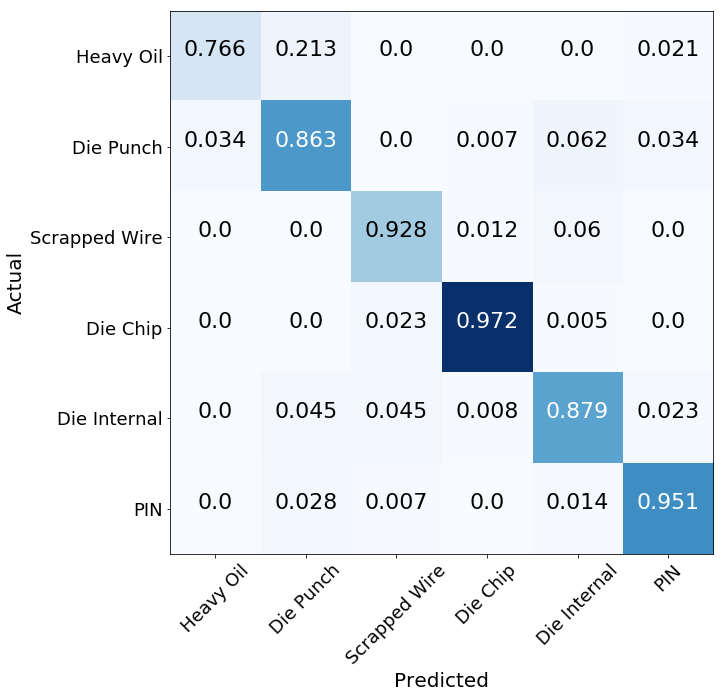 Heavy Oil 0.766 0.213 0.0 0.0 0.0 0.021
Die Punch 0.034 0.863 0.0 0.007 0.062 0.034
Scrapped Wire 0.0 0.0 0.928 0.012 0.06 0.0
Die Chip 0.0 0.0 0.023 0.972 0.005 0.0
Die Internal 0.0 0.045 0.045 0.008 0.879 0.023
PIN 0.0 0.028 0.007 0.0 0.014 0.951
Actual
Heavy Oil Die Punch Scrapped Wire Die Chip Die Internal PIN
Predicted